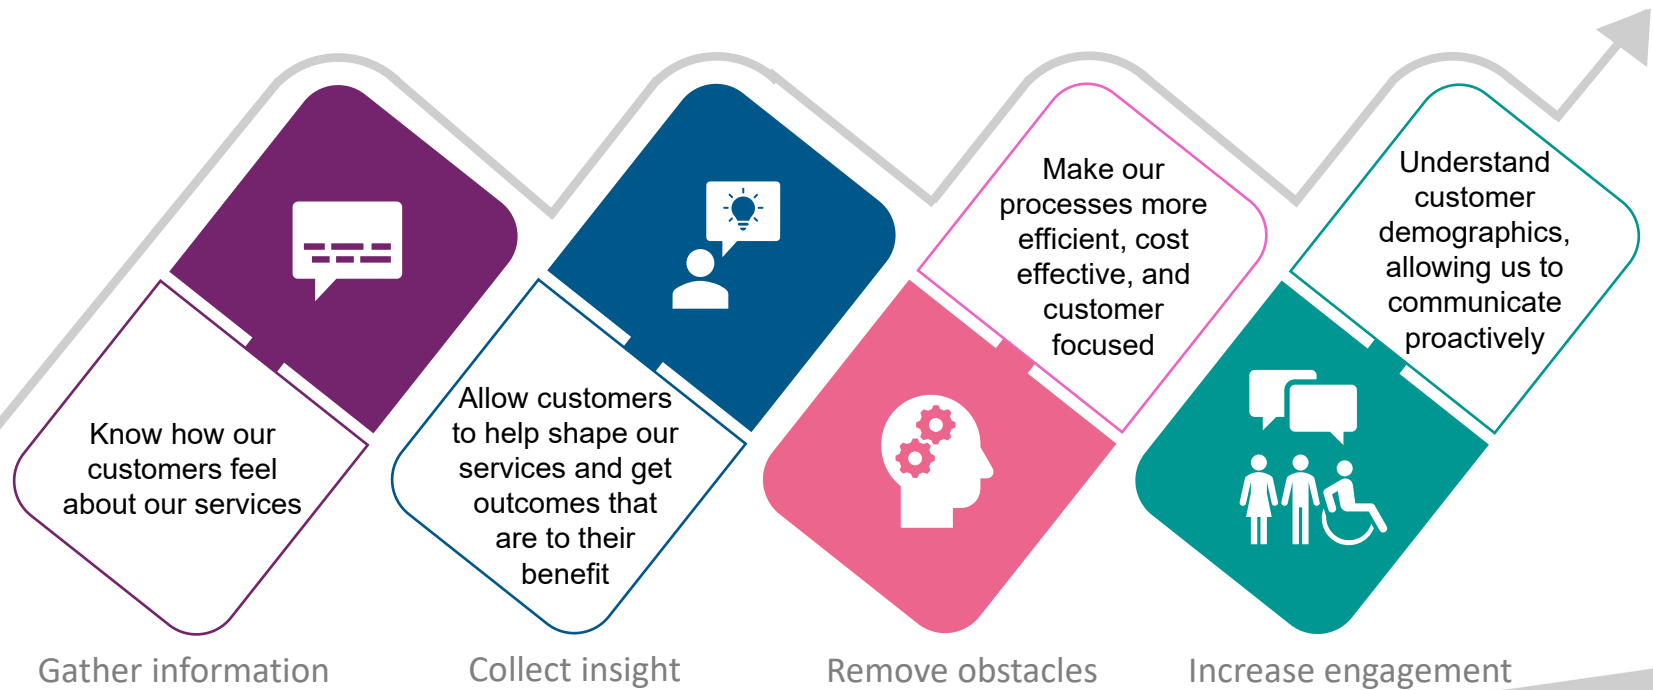 Know how our
customers feel
about our services
Gather information
Allow customers
to help shape our
services and get
outcomes that
are to their
benefit
Collect insight
Make our
processes more
efficient, cost
effective, and
customer
focused
Remove obstacles
Understand
customer
demographics,
allowing us to
communicate
proactively
Increase engagement